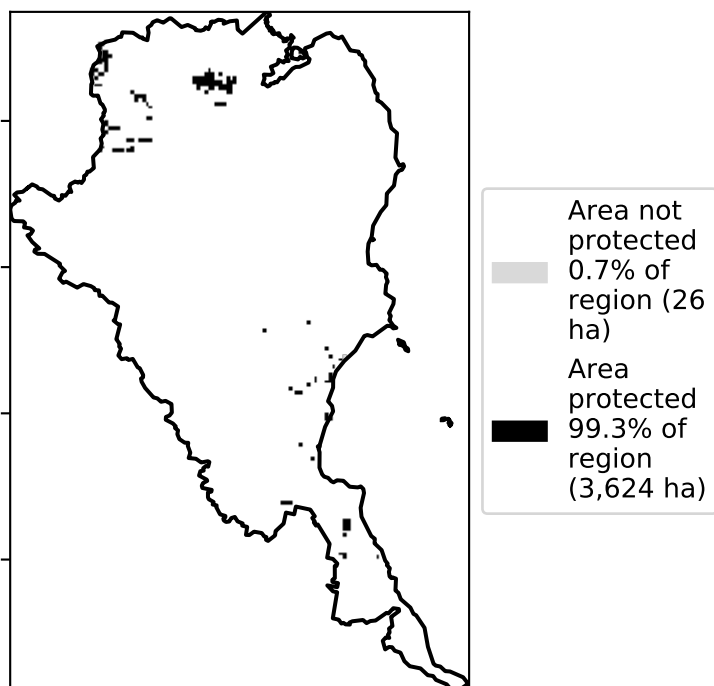 Area not
protected
0.7% of
region (26
ha)
Area
protected
99.3% of
region
(3,624 ha)